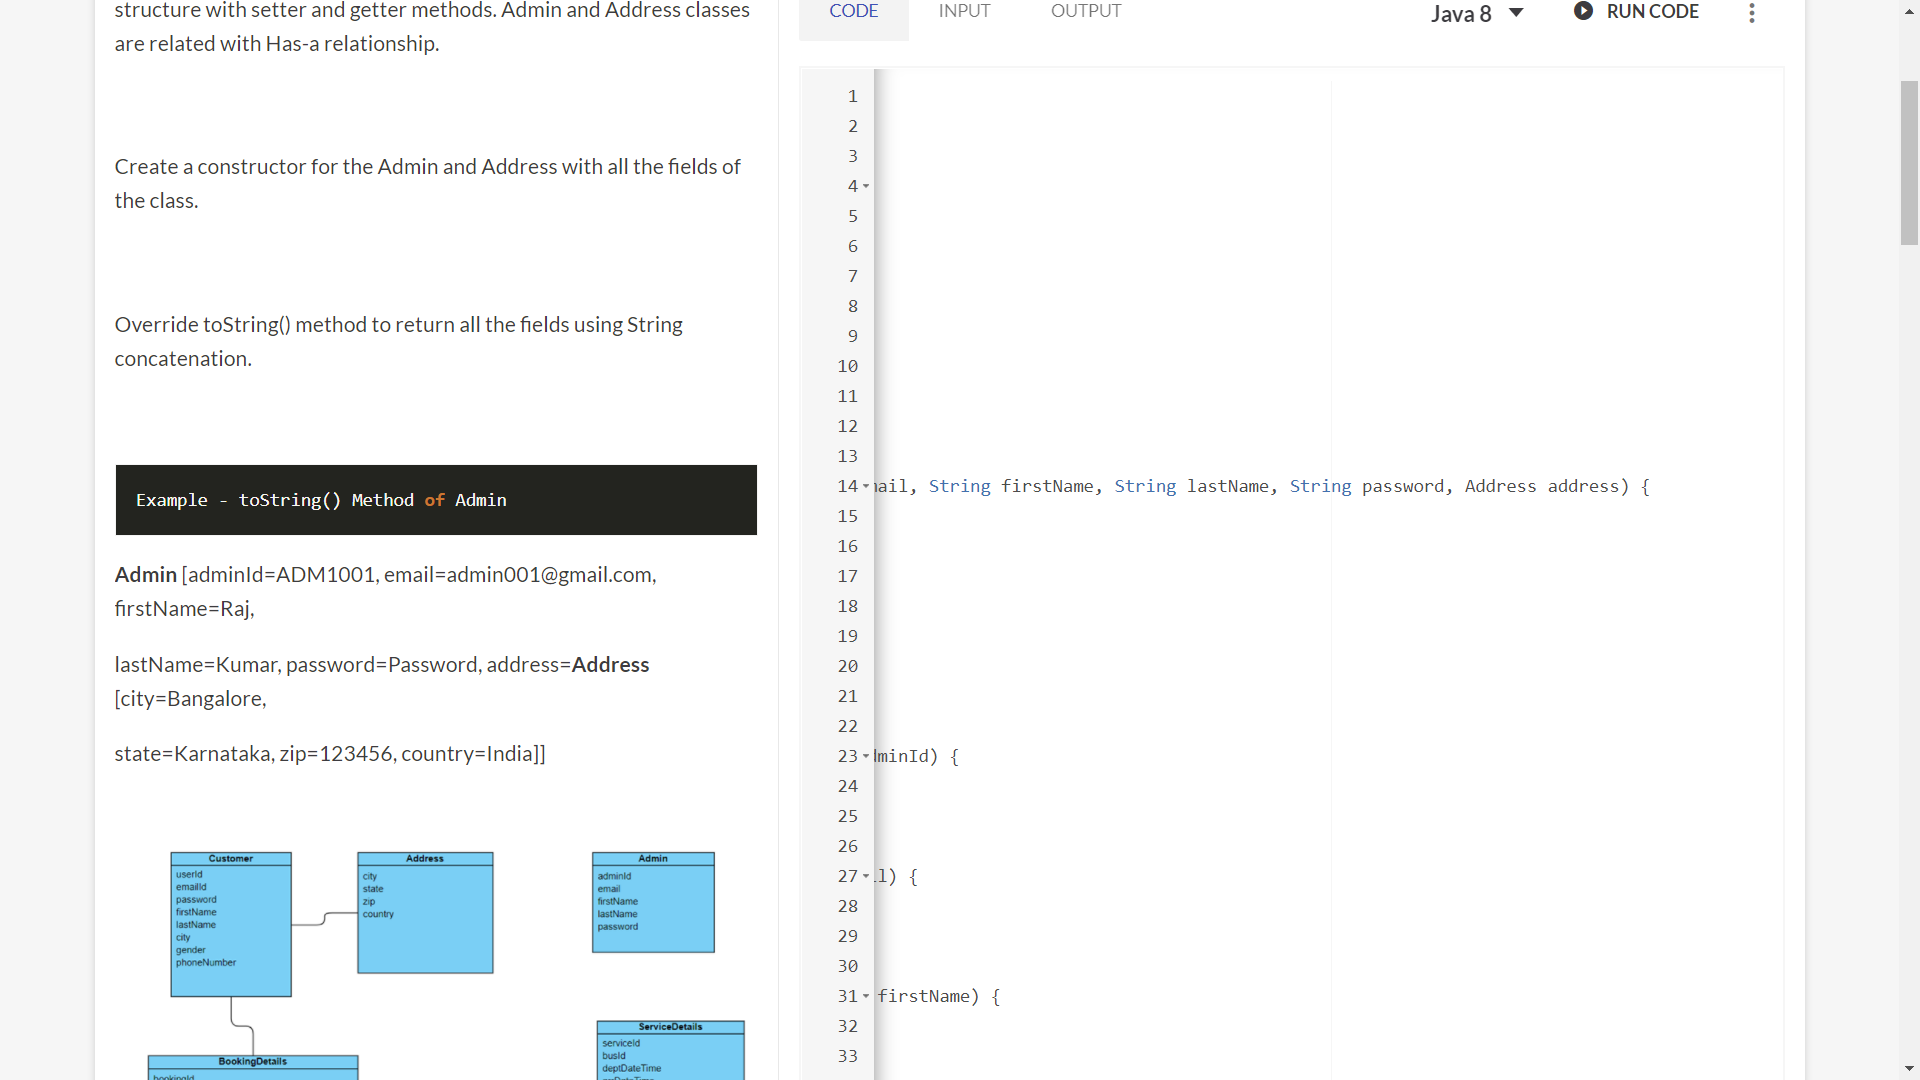 structure with setter and getter methods. Admin and Address classes
are related with Has-a relationship.
Create a constructor for the Admin and Address with all the fields of
the class.
Override toString() method to return all the fields using String
concatenation.
Example - toString() Method of Admin
Admin [adminId=ADM1001, email=admin001@gmail.com,
firstName=Raj,
lastName=Kumar, password=Password, address=Address
[city=Bangalore,
state=Karnataka, zip=123456, country=India]]
Customer
userId
emailId
password
firstName
lastName
city
gender
phoneNumber
Address
city
state
zip
country
Admin
adminId
email
firstName
lastName
password
BookingDetails
bookingId
ServiceDetails
serviceId
busId
deptDateTime
CODE INPUT OUTPUT Java 8 RUN CODE
1
2
3
4
5
6
7
8
9
10
11
12
13
14 ail, String firstName, String lastName, String password, Address address) {
15
16
17
18
19
20
21
22
23 minId) {
24
25
26
27 l) {
28
29
30
31 firstName) {
32
33